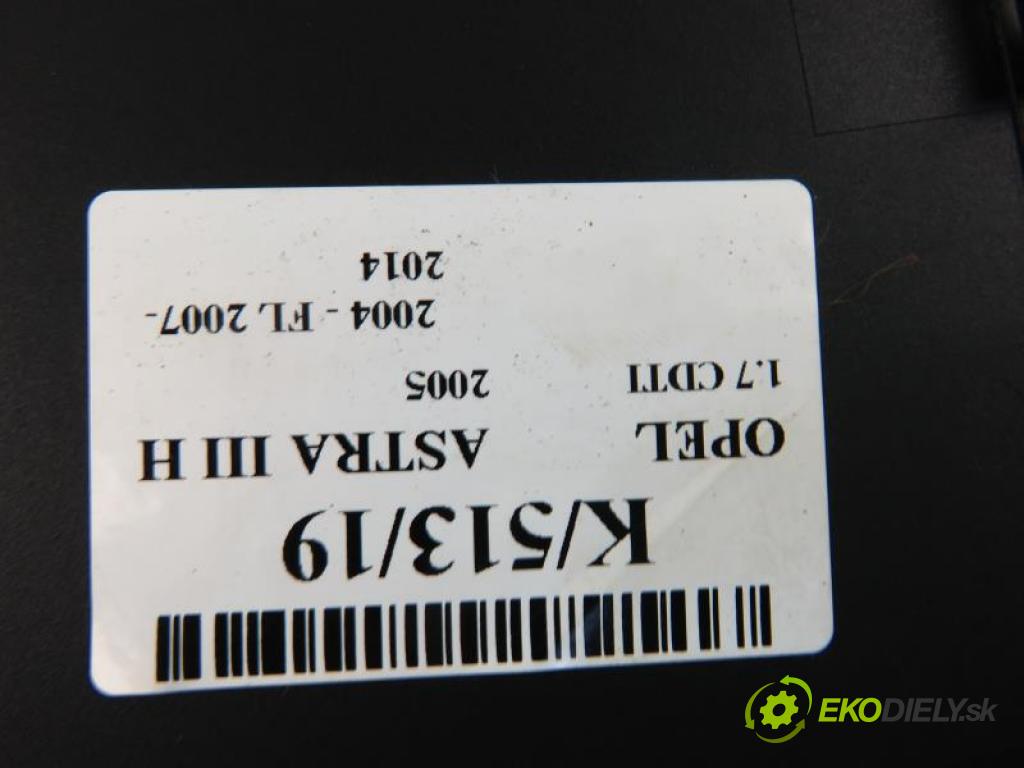 K/513/19
OPEL ASTRA III H
1.7 CDTI 2005
2004 - FL 2007-
2014
EKODIELY.sk